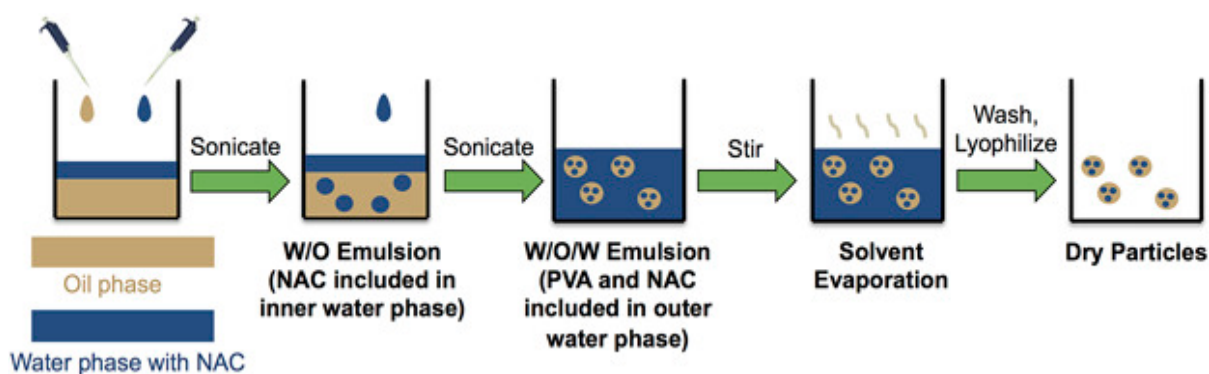 Sonicate
Sonicate
Stir
Wash,
Lyophilize
Oil phase
Water phase with NAC
W/O Emulsion
(NAC included in
inner water phase)
W/O/W Emulsion
(PVA and NAC
included in outer
water phase)
Solvent
Evaporation
Dry Particles